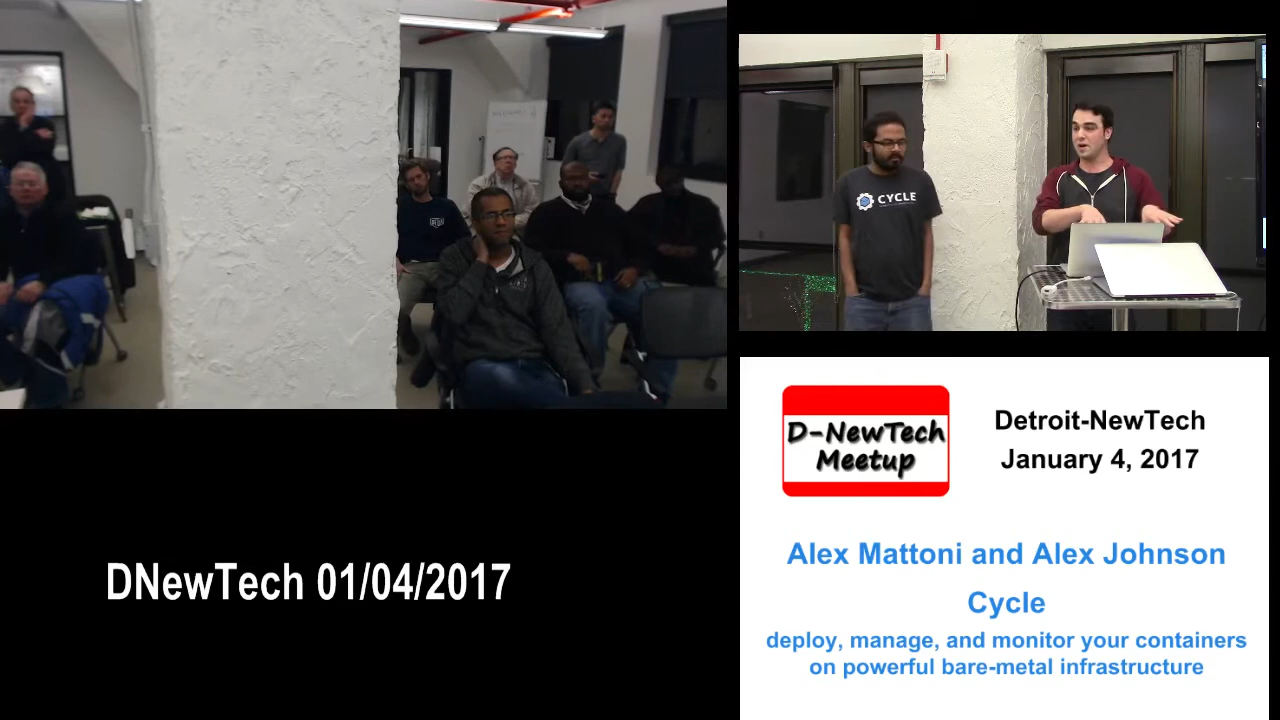 CYCLE
D-NewTech
Meetup
Detroit-NewTech
January 4, 2017
Alex Mattoni and Alex Johnson
Cycle
deploy, manage, and monitor your containers
on powerful bare-metal infrastructure
DNewTech 01/04/2017